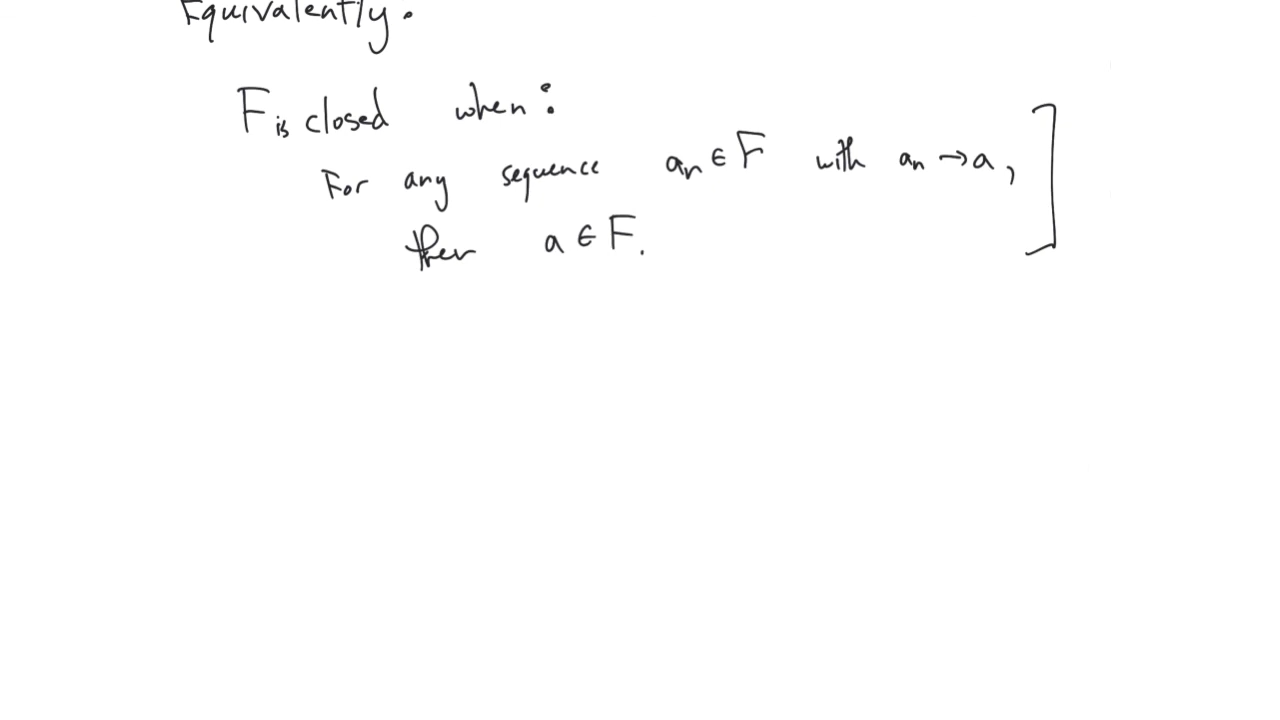 Equivalently.
F is closed when:
For any sequence aₙ ∈ F with aₙ → a,
then a ∈ F.